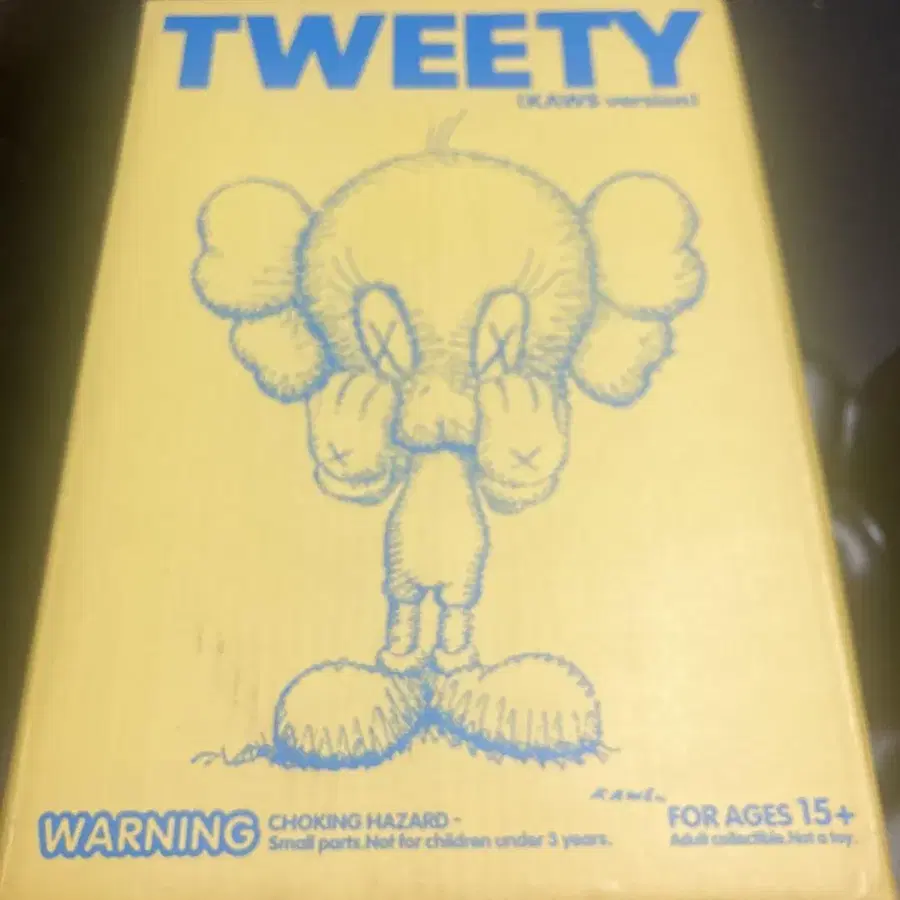 TWEETY
(KAWS version)
KAWS..
WARNING
CHOKING HAZARD -
Small parts. Not for children under 3 years.
FOR AGES 15+
Adult collectible. Not a toy.